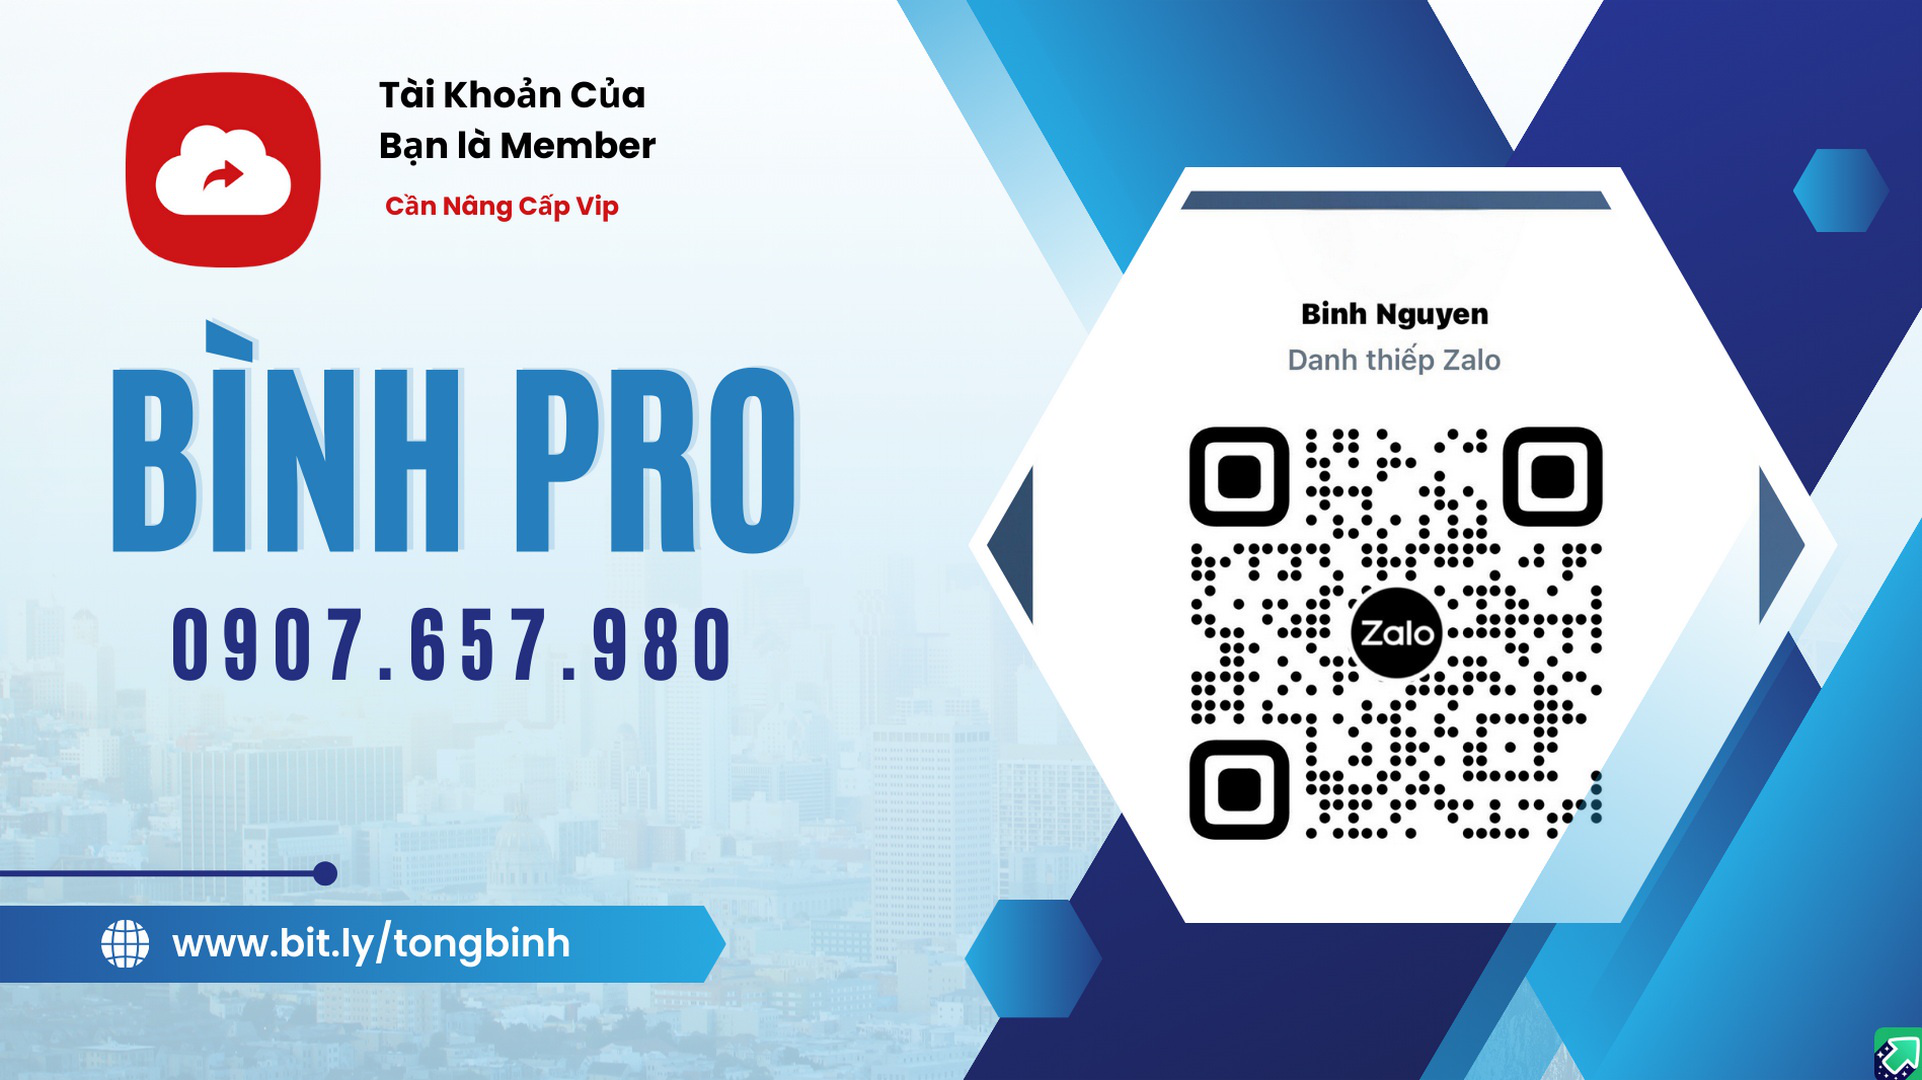 Tài Khoản Của
Bạn là Member
Cần Nâng Cấp Vip
BÌNH PRO
0907.657.980
www.bit.ly/tongbinh
Binh Nguyen
Danh thiếp Zalo
Zalo